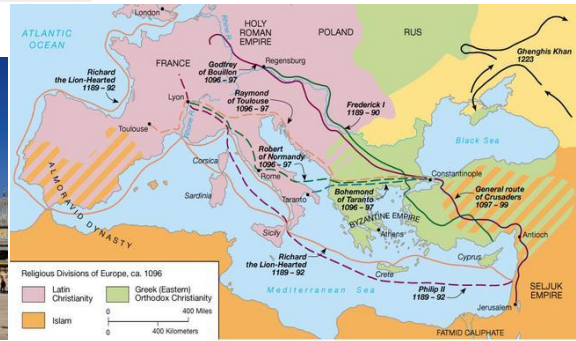 London
ATLANTIC
OCEAN
Rhine R.
HOLY
ROMAN
EMPIRE
POLAND
RUS
Ghenghis Khan
1223
FRANCE
Godfrey
of Bouillon
1096 – 97
Regensburg
Richard
the Lion-Hearted
1189 – 92
Raymond
of Toulouse
1096 – 97
Frederick I
1189 – 90
Lyon
Toulouse
Rhône R.
Black Sea
Robert
of Normandy
1096 – 97
Corsica
Rome
Constantinople
ALMORAVID DYNASTY
Sardinia
Taranto
Bohemond
of Taranto
1096 – 97
General route
of Crusaders
1097 – 99
BYZANTINE EMPIRE
Athens
Sicily
Antioch
Richard
the Lion-Hearted
1189 – 92
Crete
Cyprus
SELJUK
EMPIRE
Mediterranean Sea
Philip II
1189 – 92
Jerusalem
FATMID CALIPHATE
Religious Divisions of Europe, ca. 1096
Latin
Christianity
Greek (Eastern)
Orthodox Christianity
Islam
0 400 Miles
0 400 Kilometers